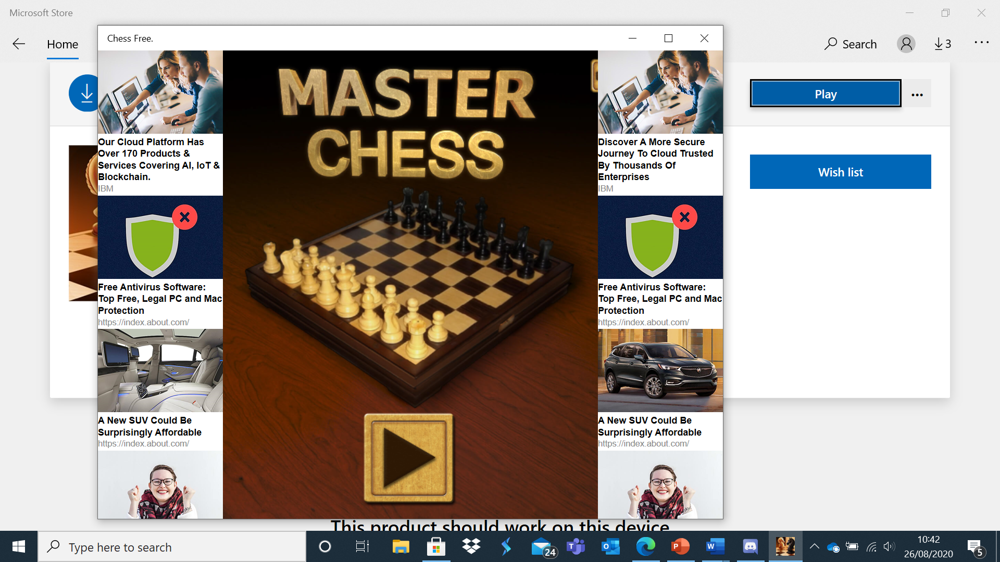 Microsoft Store
Home
Search
3
Chess Free.
Our Cloud Platform Has
Over 170 Products &
Services Covering AI, IoT &
Blockchain.
IBM
Free Antivirus Software:
Top Free, Legal PC and Mac
Protection
https://index.about.com/
A New SUV Could Be
Surprisingly Affordable
https://index.about.com/
MASTER
CHESS
Discover A More Secure
Journey To Cloud Trusted
By Thousands Of
Enterprises
IBM
Free Antivirus Software:
Top Free, Legal PC and Mac
Protection
https://index.about.com/
A New SUV Could Be
Surprisingly Affordable
https://index.about.com/
Play
Wish list
This product should work on this device
Type here to search
24
10:42
26/08/2020
5